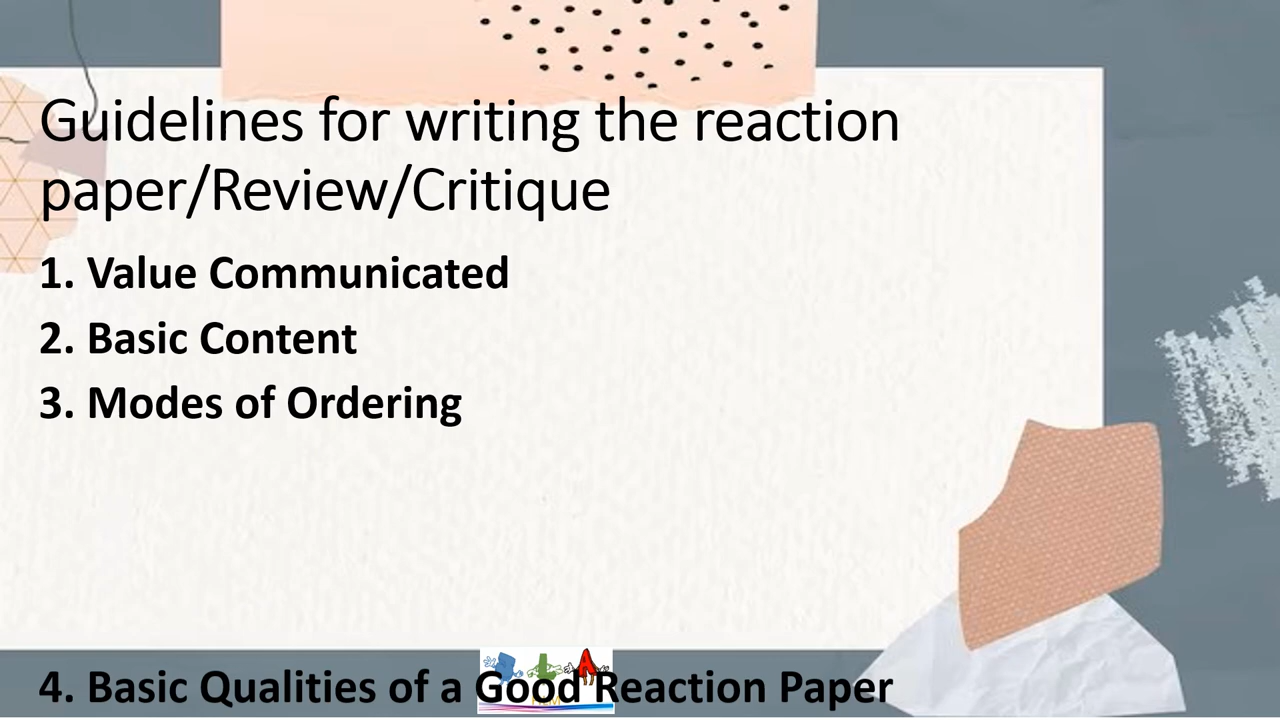 Guidelines for writing the reaction
paper/Review/Critique
1. Value Communicated
2. Basic Content
3. Modes of Ordering
4. Basic Qualities of a Good Reaction Paper